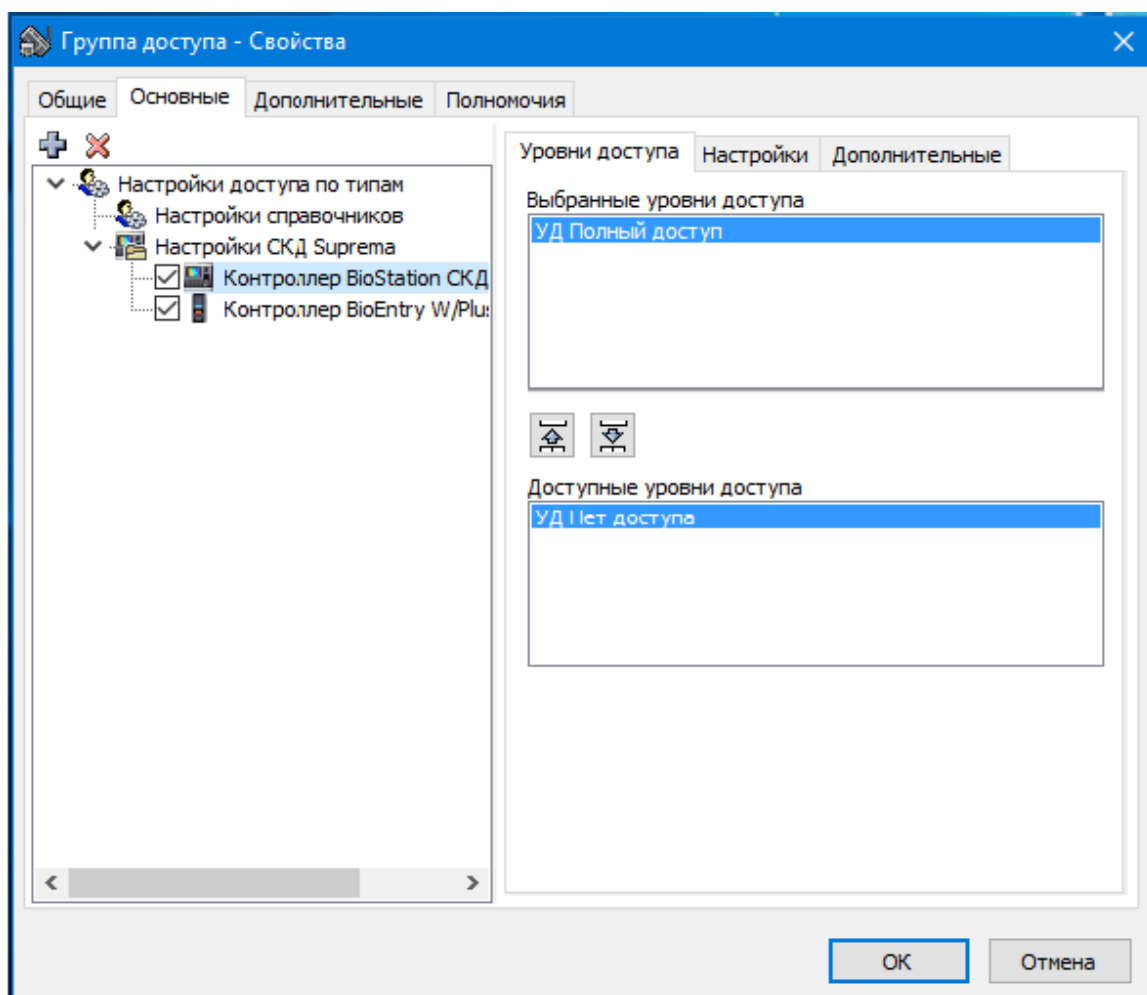 Группа доступа - Свойства
Общие Основные Дополнительные Полномочия
Настройки доступа по типам
Настройки справочников
Настройки СКД Suprema
Контроллер BioStation СКД
Контроллер BioEntry W/Plu
Уровни доступа Настройки Дополнительные
Выбранные уровни доступа
УД Полный доступ
Доступные уровни доступа
УД Нет доступа
OK Отмена